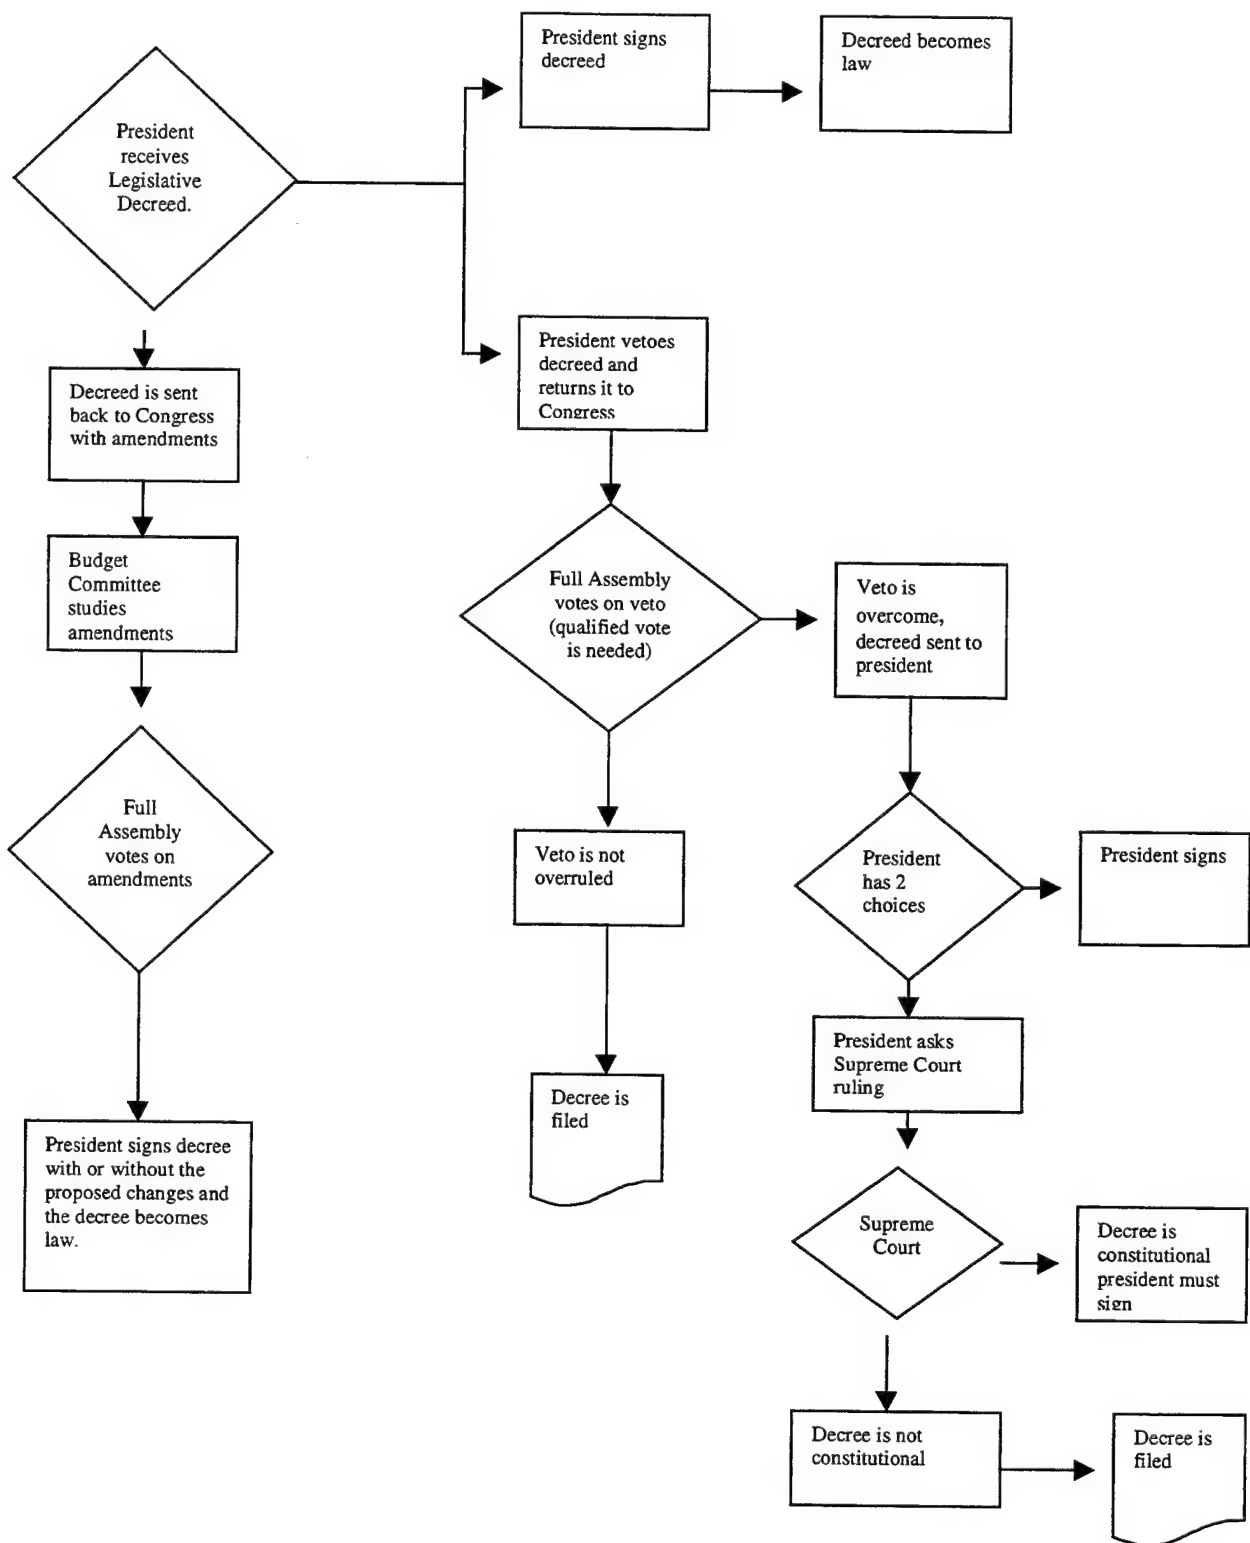 President signs
decreed
Decreed becomes
law
President
receives
Legislative
Decreed.
President vetoes
decreed and
returns it to
Congress
Decreed is sent
back to Congress
with amendments
Budget
Committee
studies
amendments
Full Assembly
votes on veto
(qualified vote
is needed)
Veto is
overcome,
decreed sent to
president
Full
Assembly
votes on
amendments
Veto is not
overruled
President
has 2
choices
President signs
President asks
Supreme Court
ruling
Decree is
filed
President signs decree
with or without the
proposed changes and
the decree becomes
law.
Supreme
Court
Decree is
constitutional
president must
sign
Decree is not
constitutional
Decree is
filed